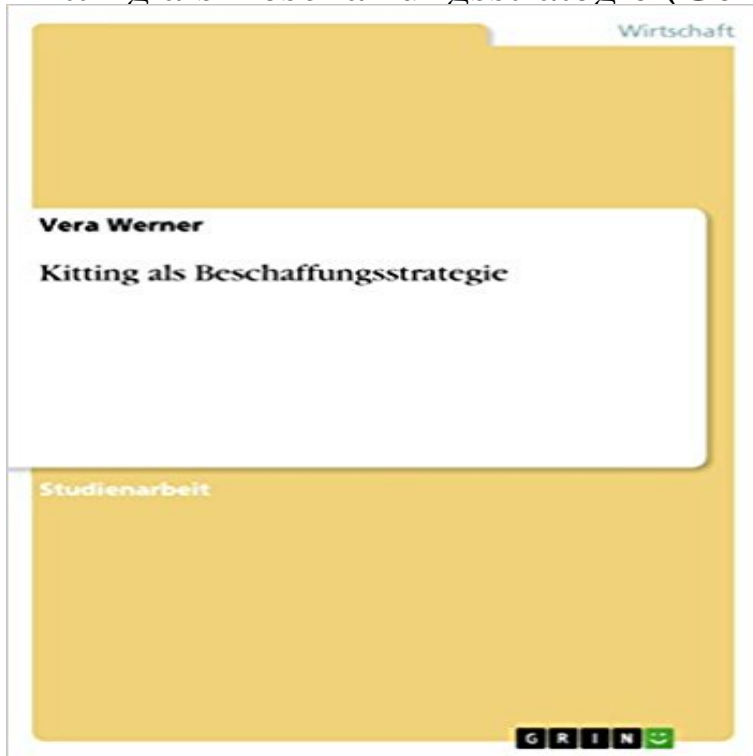 Wirtschaft
Vera Werner
Kitting als Beschaffungsstrategie
Studienarbeit
GRIN